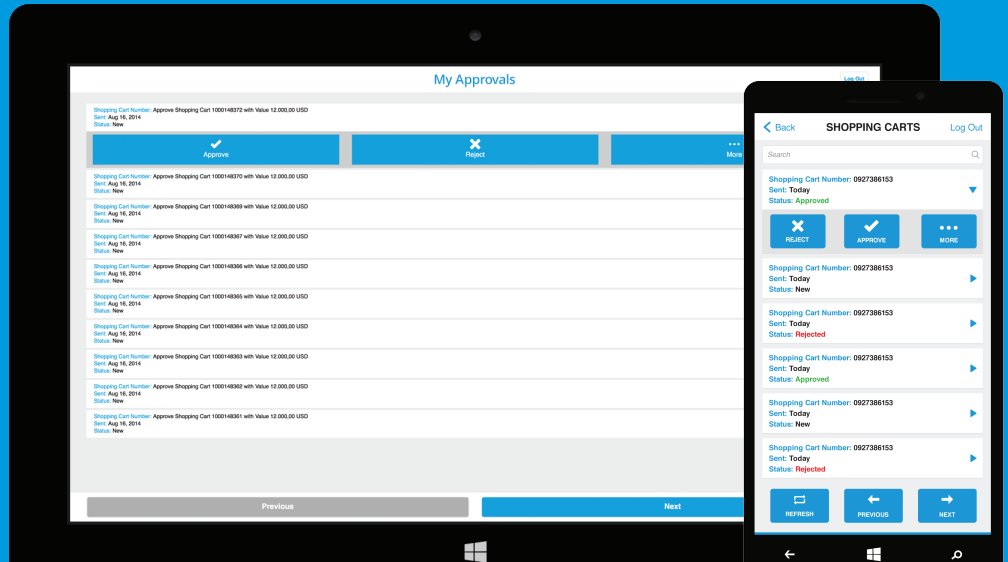 My Approvals
Log Out
Shopping Cart Number: Approve Shopping Cart 1000148372 with Value 12.000,00 USD
Sent: Aug 16, 2014
Status: New
Approve
Reject
More
Shopping Cart Number: Approve Shopping Cart 1000148370 with Value 12.000,00 USD
Sent: Aug 16, 2014
Status: New
Shopping Cart Number: Approve Shopping Cart 1000148369 with Value 12.000,00 USD
Sent: Aug 16, 2014
Status: New
Shopping Cart Number: Approve Shopping Cart 1000148367 with Value 12.000,00 USD
Sent: Aug 16, 2014
Status: New
Shopping Cart Number: Approve Shopping Cart 1000148366 with Value 12.000,00 USD
Sent: Aug 16, 2014
Status: New
Shopping Cart Number: Approve Shopping Cart 1000148365 with Value 12.000,00 USD
Sent: Aug 16, 2014
Status: New
Shopping Cart Number: Approve Shopping Cart 1000148364 with Value 12.000,00 USD
Sent: Aug 16, 2014
Status: New
Shopping Cart Number: Approve Shopping Cart 1000148363 with Value 12.000,00 USD
Sent: Aug 16, 2014
Status: New
Shopping Cart Number: Approve Shopping Cart 1000148362 with Value 12.000,00 USD
Sent: Aug 16, 2014
Status: New
Shopping Cart Number: Approve Shopping Cart 1000148361 with Value 12.000,00 USD
Sent: Aug 16, 2014
Status: New
Previous
Next
Back
SHOPPING CARTS
Log Out
Search
Shopping Cart Number: 0927386153
Sent: Today
Status: Approved
REJECT
APPROVE
MORE
Shopping Cart Number: 0927386153
Sent: Today
Status: New
Shopping Cart Number: 0927386153
Sent: Today
Status: Rejected
Shopping Cart Number: 0927386153
Sent: Today
Status: Approved
Shopping Cart Number: 0927386153
Sent: Today
Status: New
Shopping Cart Number: 0927386153
Sent: Today
Status: Rejected
REFRESH
PREVIOUS
NEXT